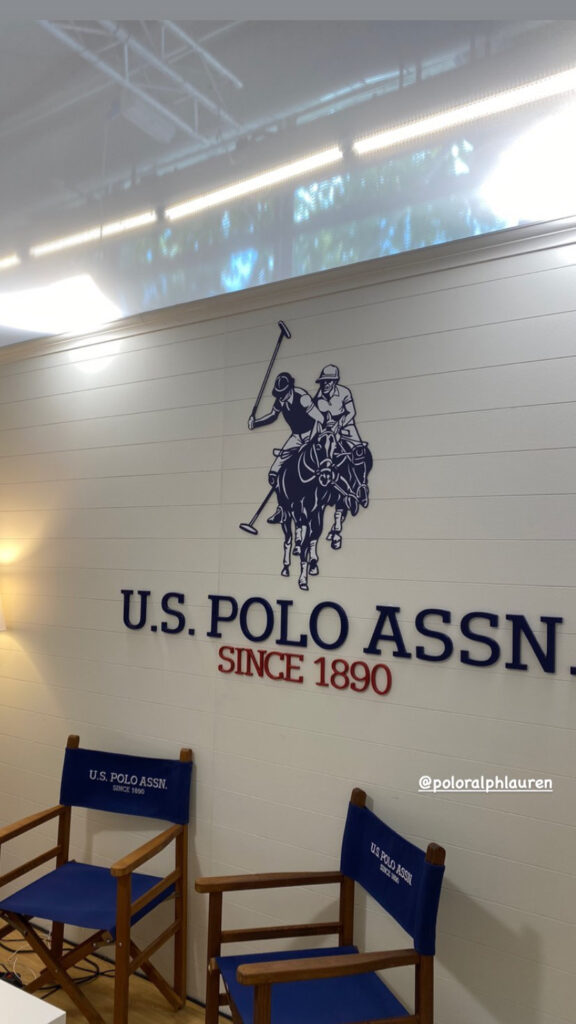 U.S. POLO ASSN.
SINCE 1890
@poloralphlauren
U.S. POLO ASSN.
SINCE 1890
U.S. POLO ASSN.
SINCE 1890